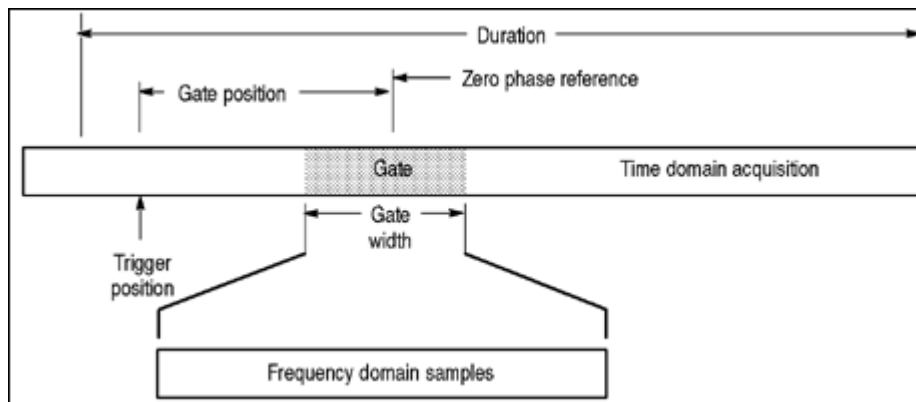 Duration
Zero phase reference
Gate position
Gate
Time domain acquisition
Gate
width
Trigger
position
Frequency domain samples